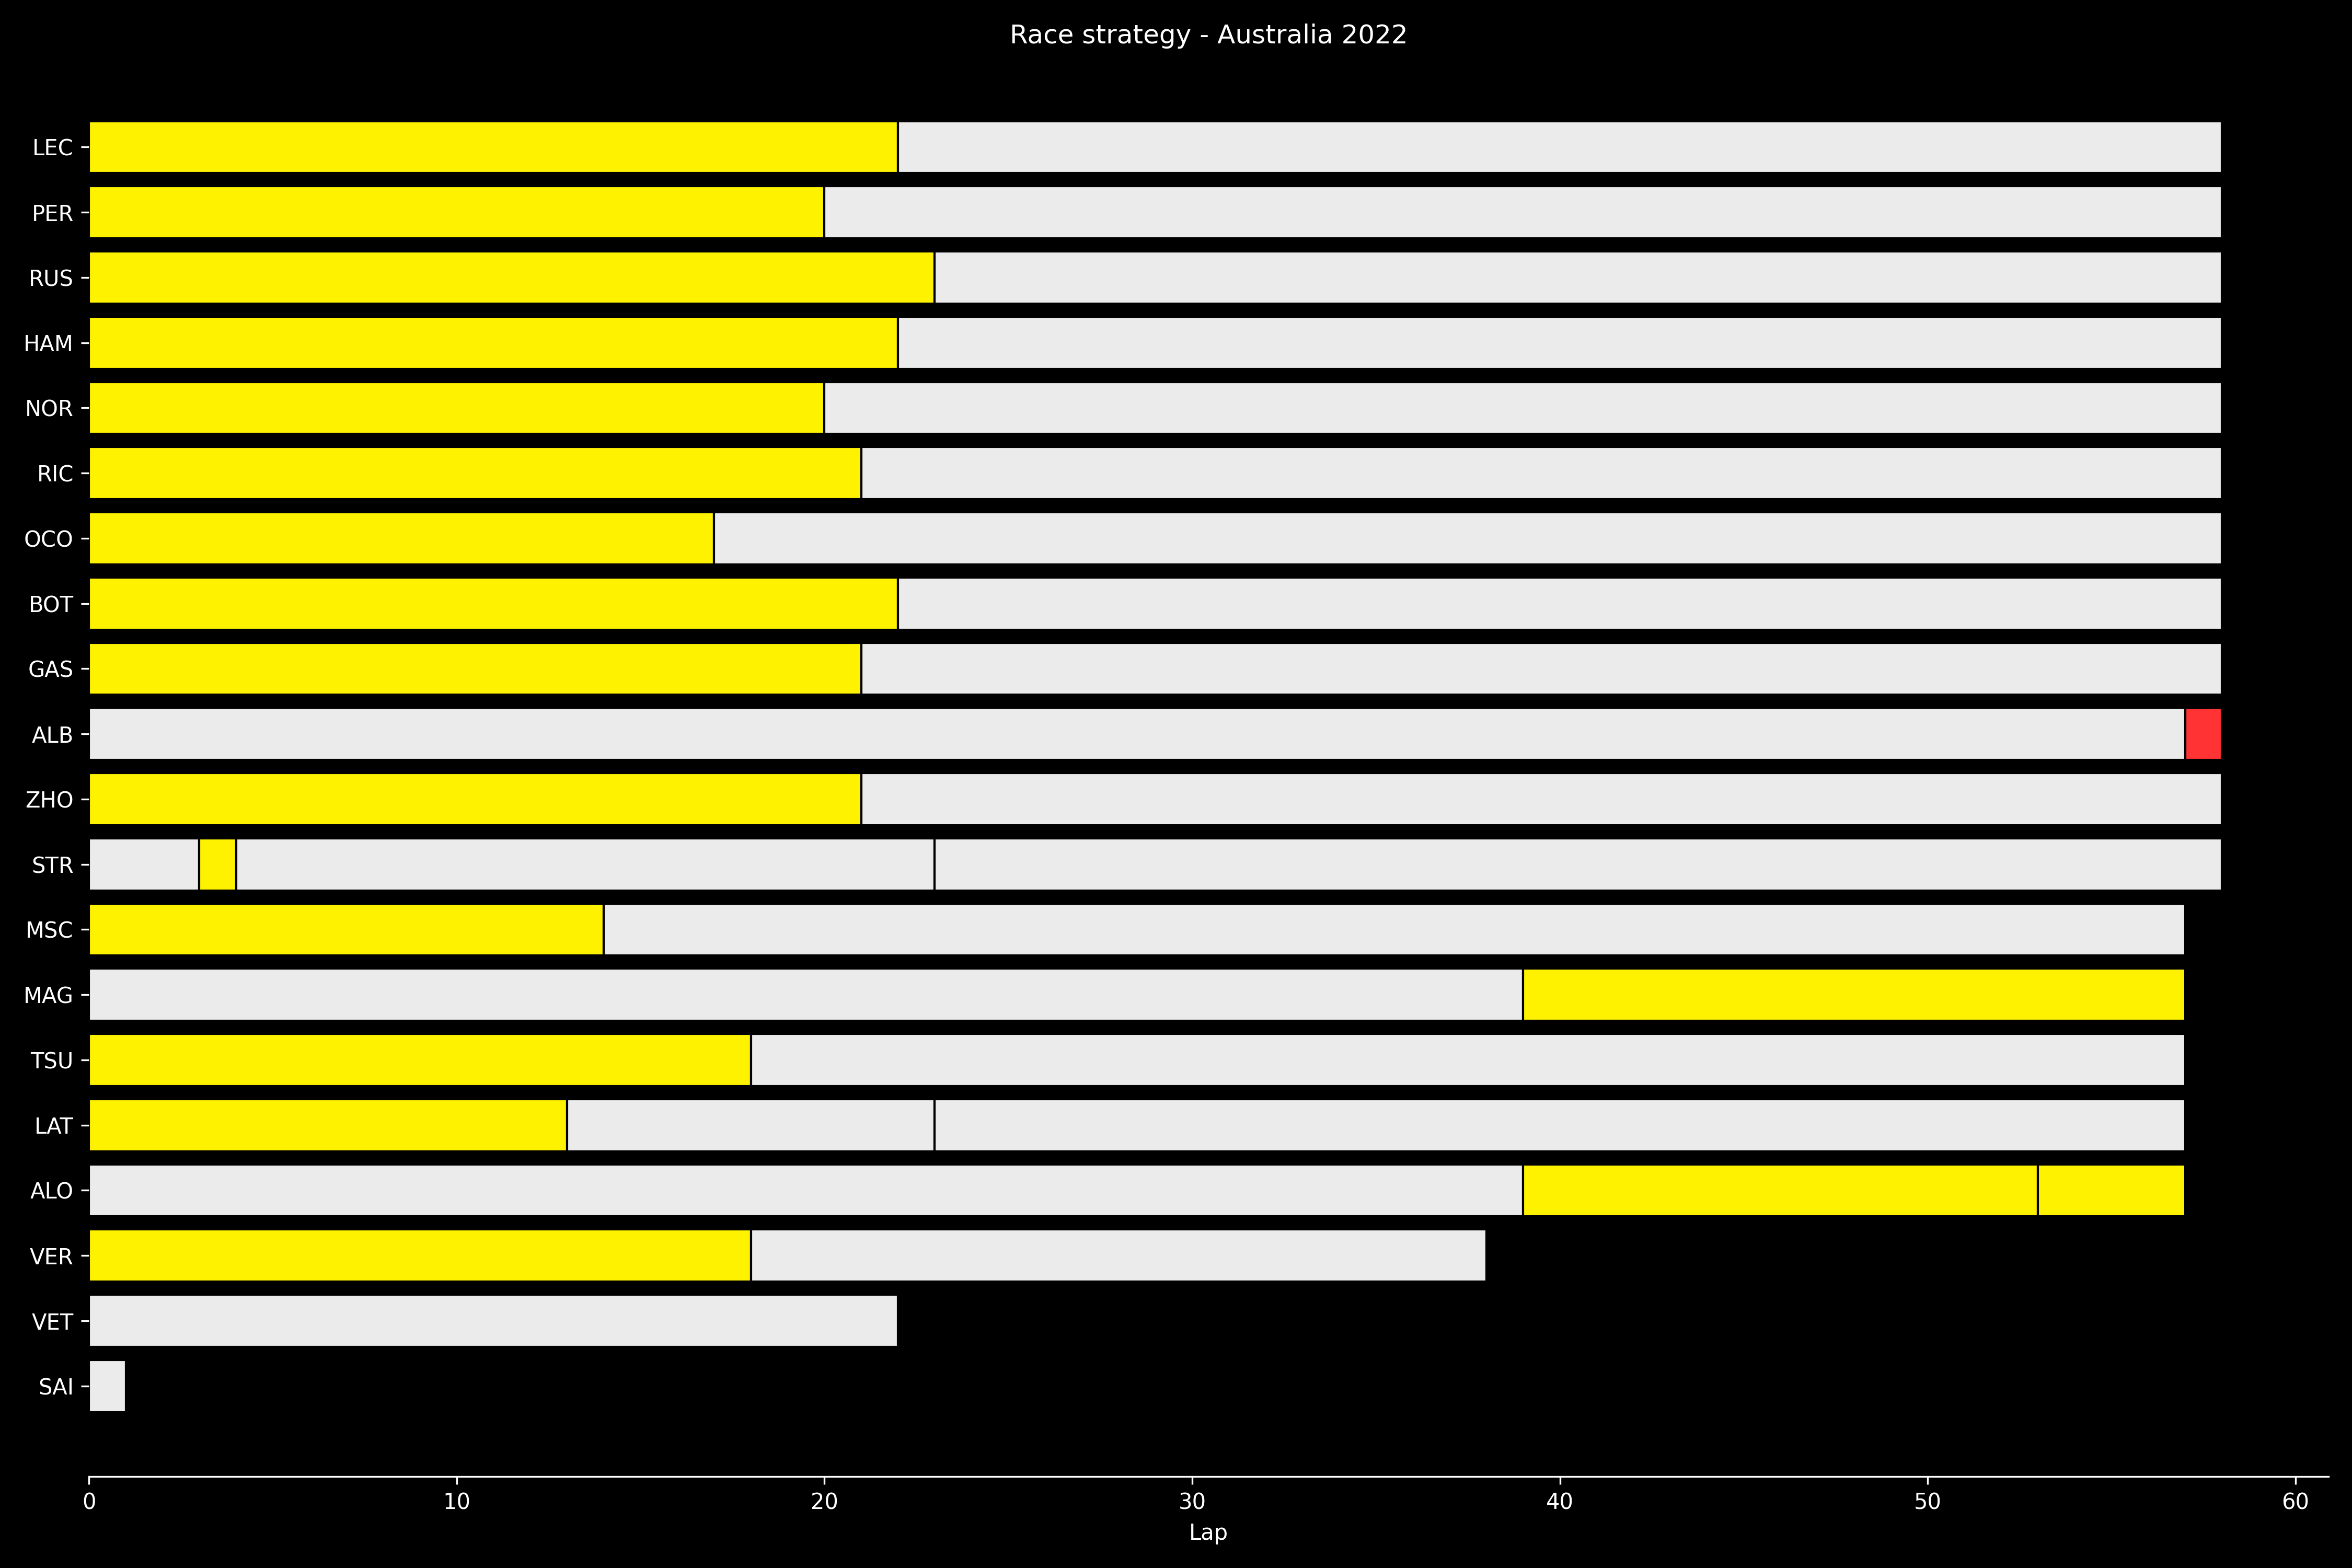 Race strategy - Australia 2022
LEC
PER
RUS
HAM
NOR
RIC
OCO
BOT
GAS
ALB
ZHO
STR
MSC
MAG
TSU
LAT
ALO
VER
VET
SAI
0 10 20 30 40 50 60
Lap